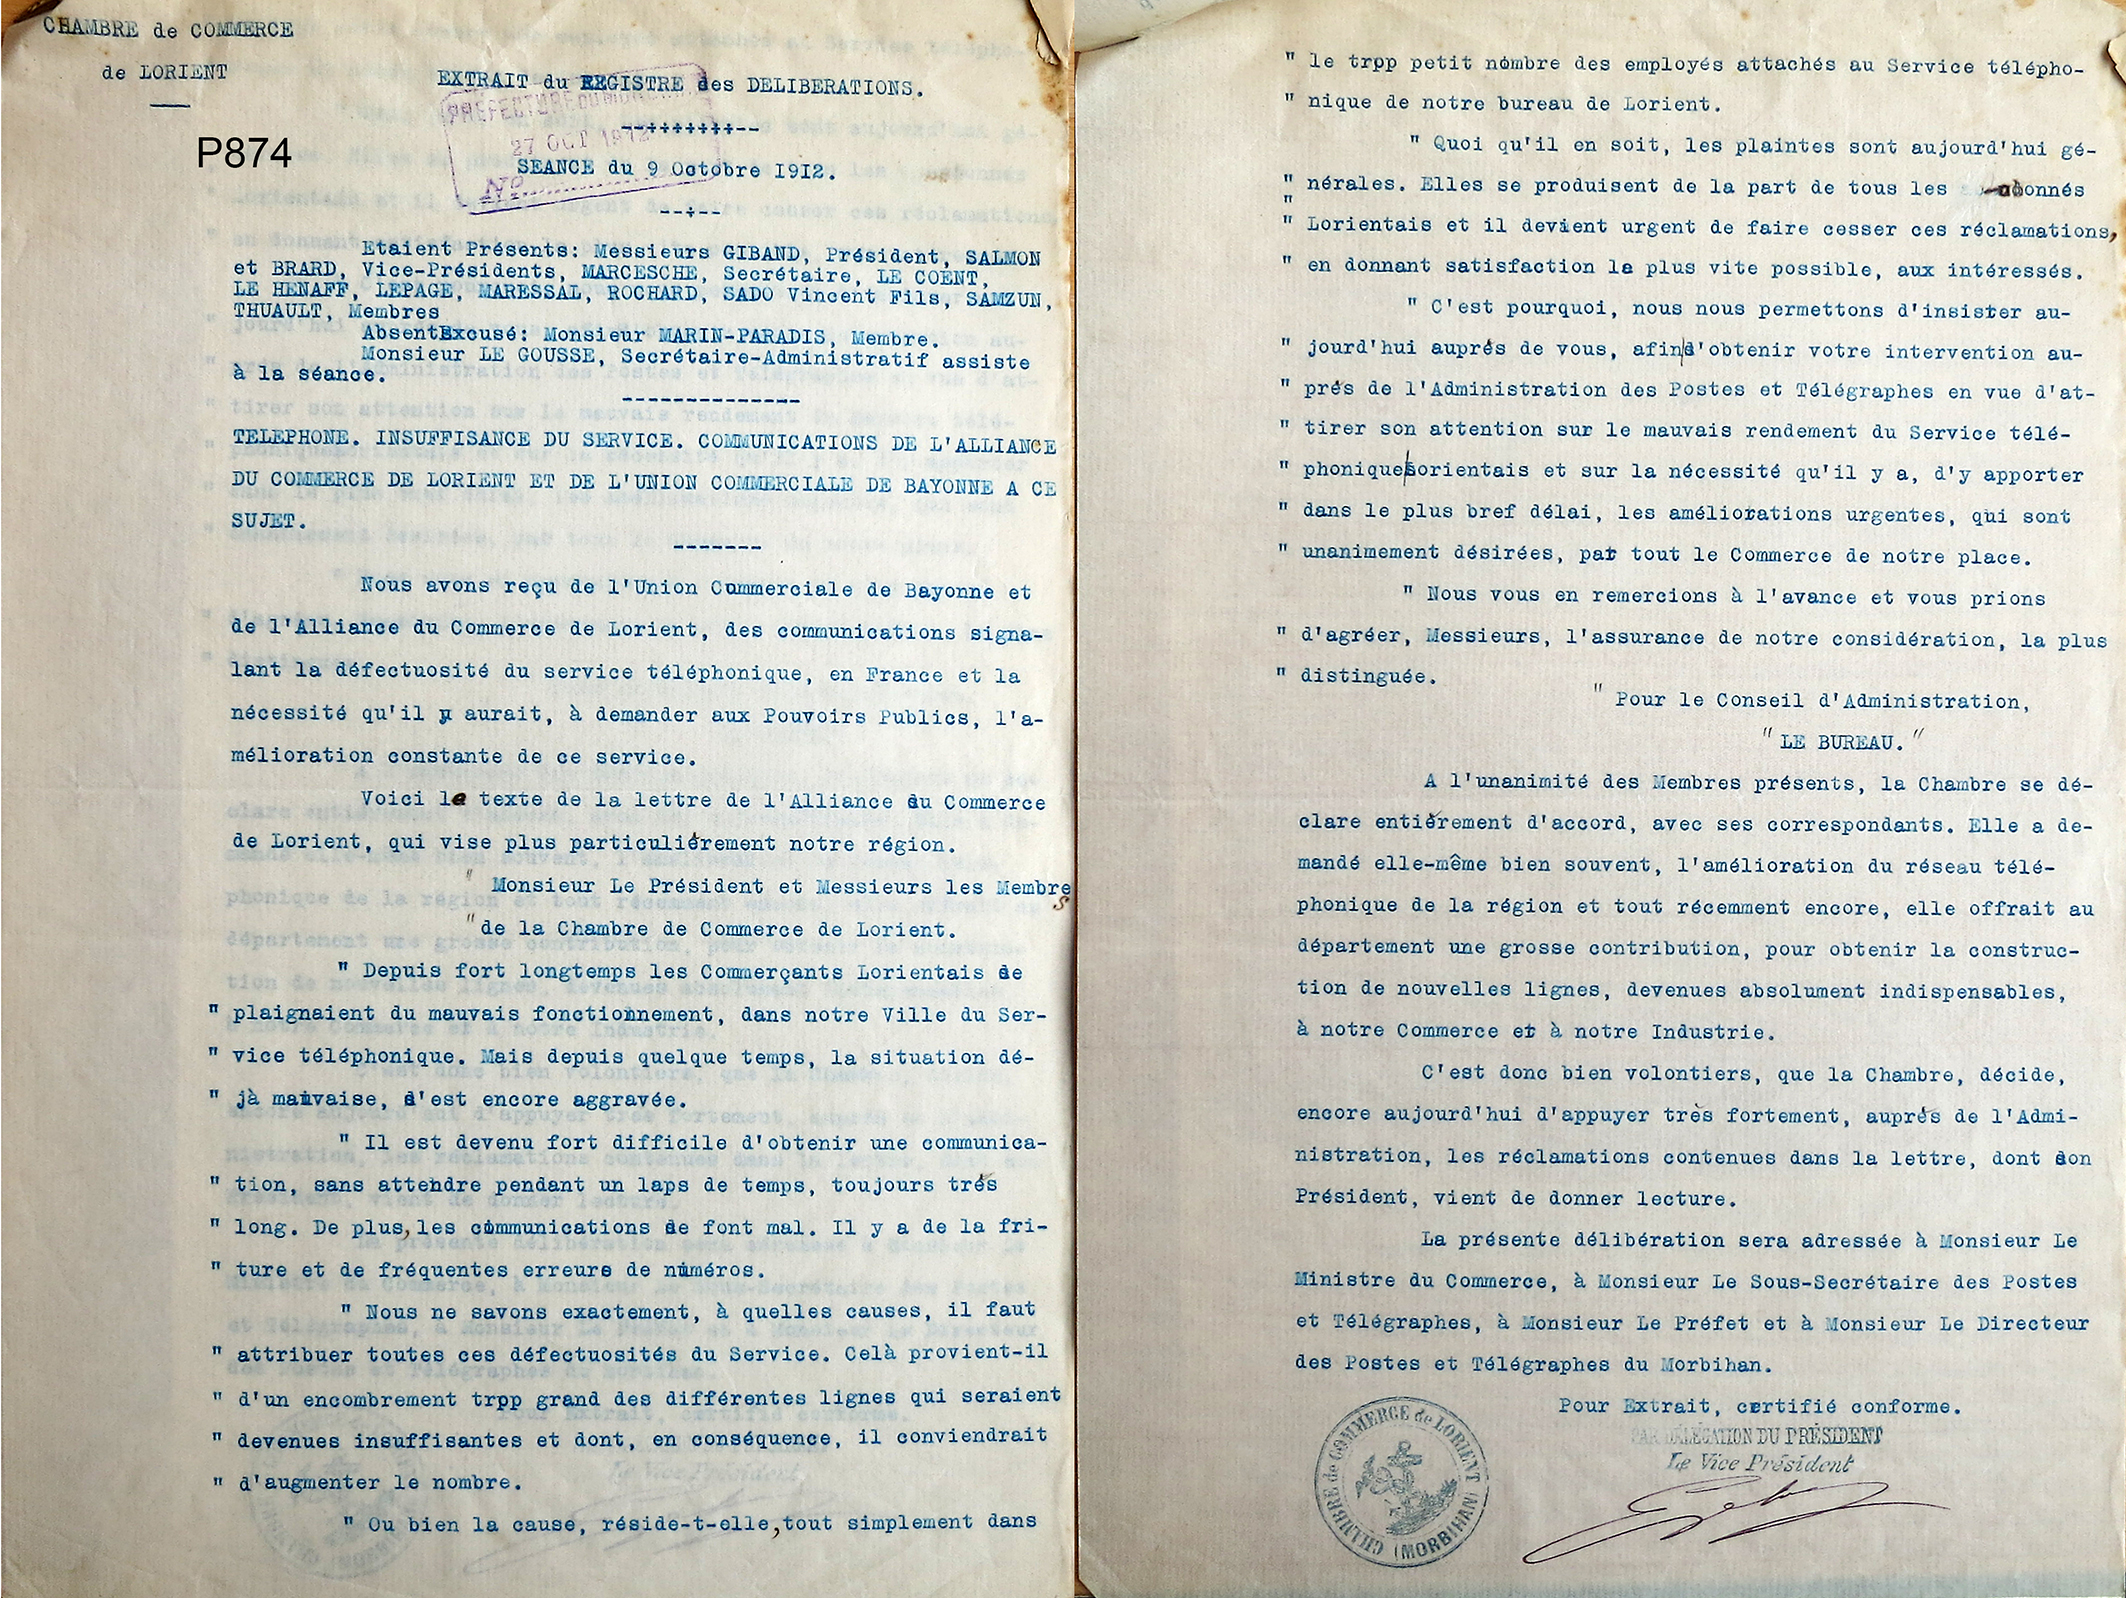 CHAMBRE de COMMERCE
de LORIENT
EXTRAIT du REGISTRE des DELIBERATIONS.
PREFECTURE DU MORBIHAN
27 OCT 1912
N°
P874
SEANCE du 9 Octobre 1912.
Etaient Présents: Messieurs GIBAND, Président, SALMON
et BRARD, Vice-Présidents, MARCESCHE, Secrétaire, LE COENT,
LE HENAFF, LEPAGE, MARESSAL, ROCHARD, SADO Vincent Fils, SAMZUN,
THUAULT, Membres
Absent Excusé: Monsieur MARIN-PARADIS, Membre.
Monsieur LE GOUSSE, Secrétaire-Administratif assiste
à la séance.
TELEPHONE. INSUFFISANCE DU SERVICE. COMMUNICATIONS DE L'ALLIANCE
DU COMMERCE DE LORIENT ET DE L'UNION COMMERCIALE DE BAYONNE A CE
SUJET.
Nous avons reçu de l'Union Commerciale de Bayonne et
de l'Alliance du Commerce de Lorient, des communications signa-
lant la défectuosité du service téléphonique, en France et la
nécessité qu'il y aurait, à demander aux Pouvoirs Publics, l'a-
mélioration constante de ce service.
Voici le texte de la lettre de l'Alliance du Commerce
de Lorient, qui vise plus particulièrement notre région.
" Monsieur Le Président et Messieurs les Membres
" de la Chambre de Commerce de Lorient.
" Depuis fort longtemps les Commerçants Lorientais se
" plaignaient du mauvais fonctionnement, dans notre Ville du Ser-
" vice téléphonique. Mais depuis quelque temps, la situation dé-
" jà mauvaise, s'est encore aggravée.
" Il est devenu fort difficile d'obtenir une communica-
" tion, sans attendre pendant un laps de temps, toujours très
" long. De plus, les communications se font mal. Il y a de la fri-
" ture et de fréquentes erreurs de numéros.
" Nous ne savons exactement, à quelles causes, il faut
" attribuer toutes ces défectuosités du Service. Celà provient-il
" d'un encombrement trpp grand des différentes lignes qui seraient
" devenues insuffisantes et dont, en conséquence, il conviendrait
" d'augmenter le nombre.
" Ou bien la cause, réside-t-elle, tout simplement dans
" le trpp petit nombre des employés attachés au Service télépho-
" nique de notre bureau de Lorient.
" Quoi qu'il en soit, les plaintes sont aujourd'hui gé-
" nérales. Elles se produisent de la part de tous les abonnés
"
" Lorientais et il devient urgent de faire cesser ces réclamations,
" en donnant satisfaction le plus vite possible, aux intéressés.
" C'est pourquoi, nous nous permettons d'insister au-
" jourd'hui auprès de vous, afin d'obtenir votre intervention au-
" près de l'Administration des Postes et Télégraphes en vue d'at-
" tirer son attention sur le mauvais rendement du Service télé-
" phonique lorientais et sur la nécessité qu'il y a, d'y apporter
" dans le plus bref délai, les améliorations urgentes, qui sont
" unanimement désirées, par tout le Commerce de notre place.
" Nous vous en remercions à l'avance et vous prions
" d'agréer, Messieurs, l'assurance de notre considération, la plus
" distinguée.
" Pour le Conseil d'Administration,
" LE BUREAU. "
A l'unanimité des Membres présents, la Chambre se dé-
clare entièrement d'accord, avec ses correspondants. Elle a de-
mandé elle-même bien souvent, l'amélioration du réseau télé-
phonique de la région et tout récemment encore, elle offrait au
département une grosse contribution, pour obtenir la construc-
tion de nouvelles lignes, devenues absolument indispensables,
à notre Commerce et à notre Industrie.
C'est donc bien volontiers, que la Chambre, décide,
encore aujourd'hui d'appuyer très fortement, auprès de l'Admi-
nistration, les réclamations contenues dans la lettre, dont son
Président, vient de donner lecture.
La présente délibération sera adressée à Monsieur Le
Ministre du Commerce, à Monsieur Le Sous-Secrétaire des Postes
et Télégraphes, à Monsieur Le Préfet et à Monsieur Le Directeur
des Postes et Télégraphes du Morbihan.
Pour Extrait, certifié conforme.
PAR DÉLÉGATION DU PRÉSIDENT
Le Vice Président
CHAMBRE de COMMERCE de LORIENT
(MORBIHAN)